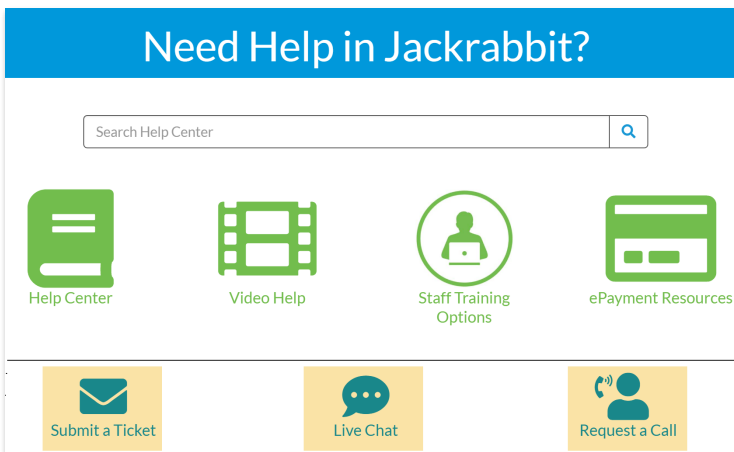 Need Help in Jackrabbit?
Search Help Center
Help Center
Video Help
Staff Training
Options
ePayment Resources
Submit a Ticket
Live Chat
Request a Call